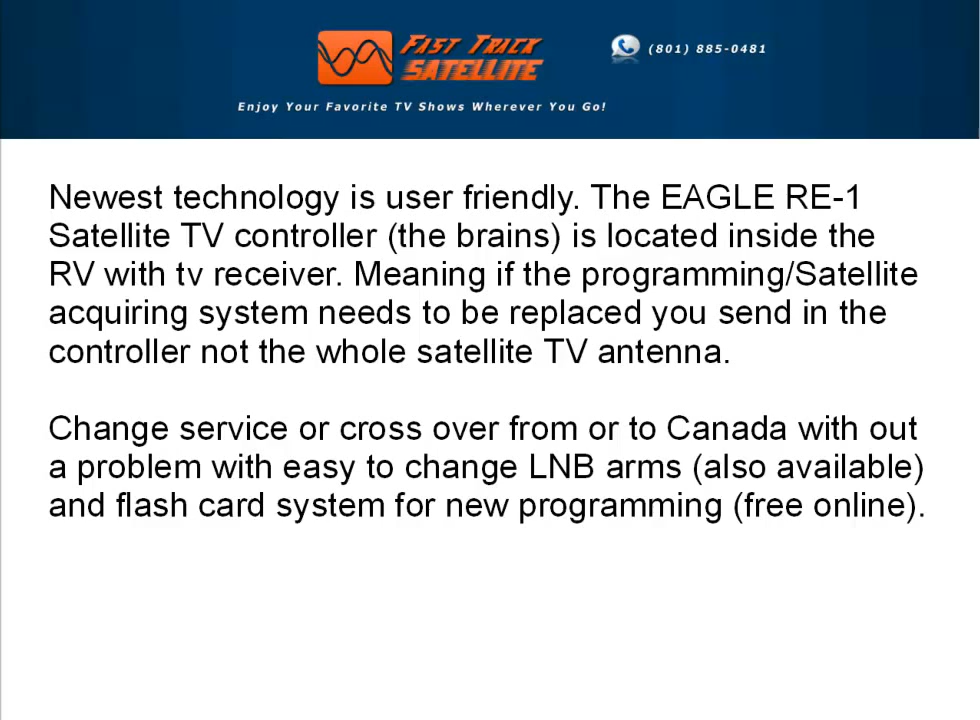 Fast Track
Satellite
(801) 885-0481
Enjoy Your Favorite TV Shows Wherever You Go!
Newest technology is user friendly. The EAGLE RE-1
Satellite TV controller (the brains) is located inside the
RV with tv receiver. Meaning if the programming/Satellite
acquiring system needs to be replaced you send in the
controller not the whole satellite TV antenna.
Change service or cross over from or to Canada with out
a problem with easy to change LNB arms (also available)
and flash card system for new programming (free online).